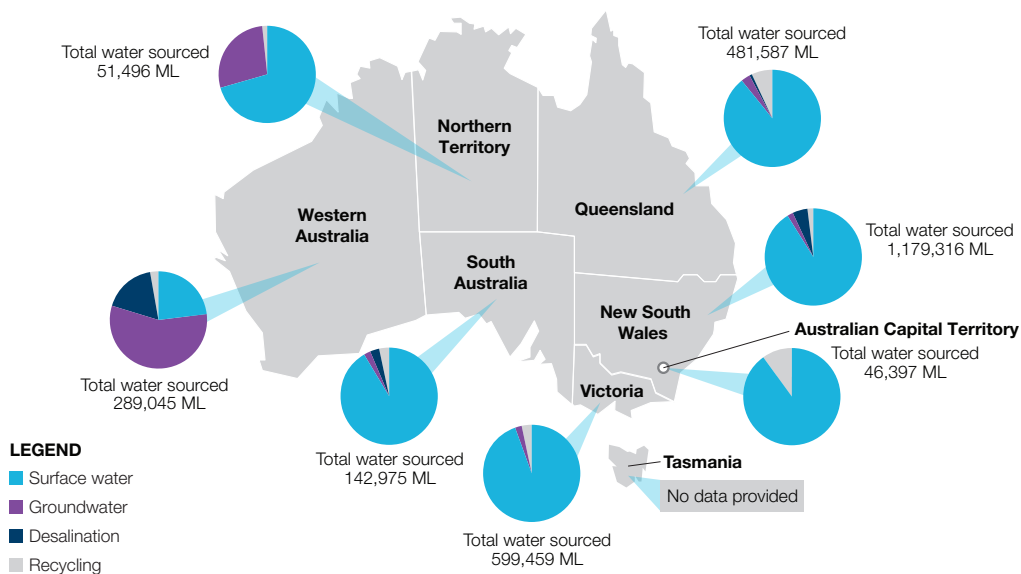 Total water sourced
51,496 ML
Total water sourced
481,587 ML
Northern
Territory
Western
Australia
Queensland
Total water sourced
1,179,316 ML
South
Australia
New South
Wales
Australian Capital Territory
Total water sourced
46,397 ML
Total water sourced
289,045 ML
Victoria
LEGEND
Surface water
Groundwater
Desalination
Recycling
Total water sourced
142,975 ML
Tasmania
No data provided
Total water sourced
599,459 ML